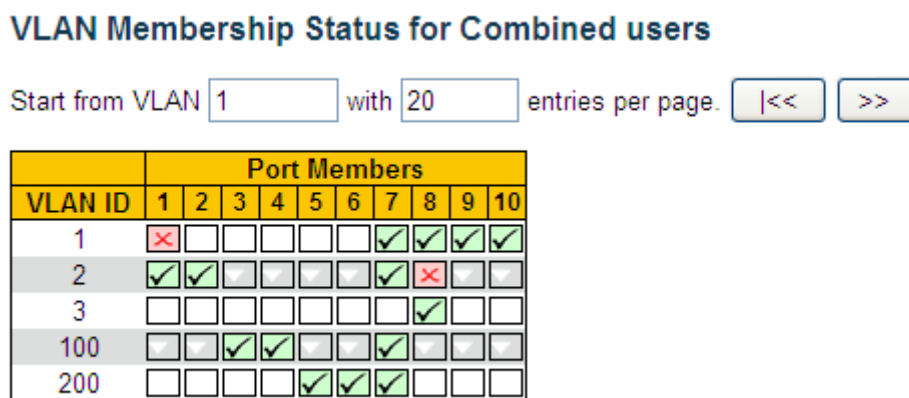 VLAN Membership Status for Combined users
Start from VLAN 1 with 20 entries per page. |<< >>
Port Members
VLAN ID 1 2 3 4 5 6 7 8 9 10
1
2
3
100
200